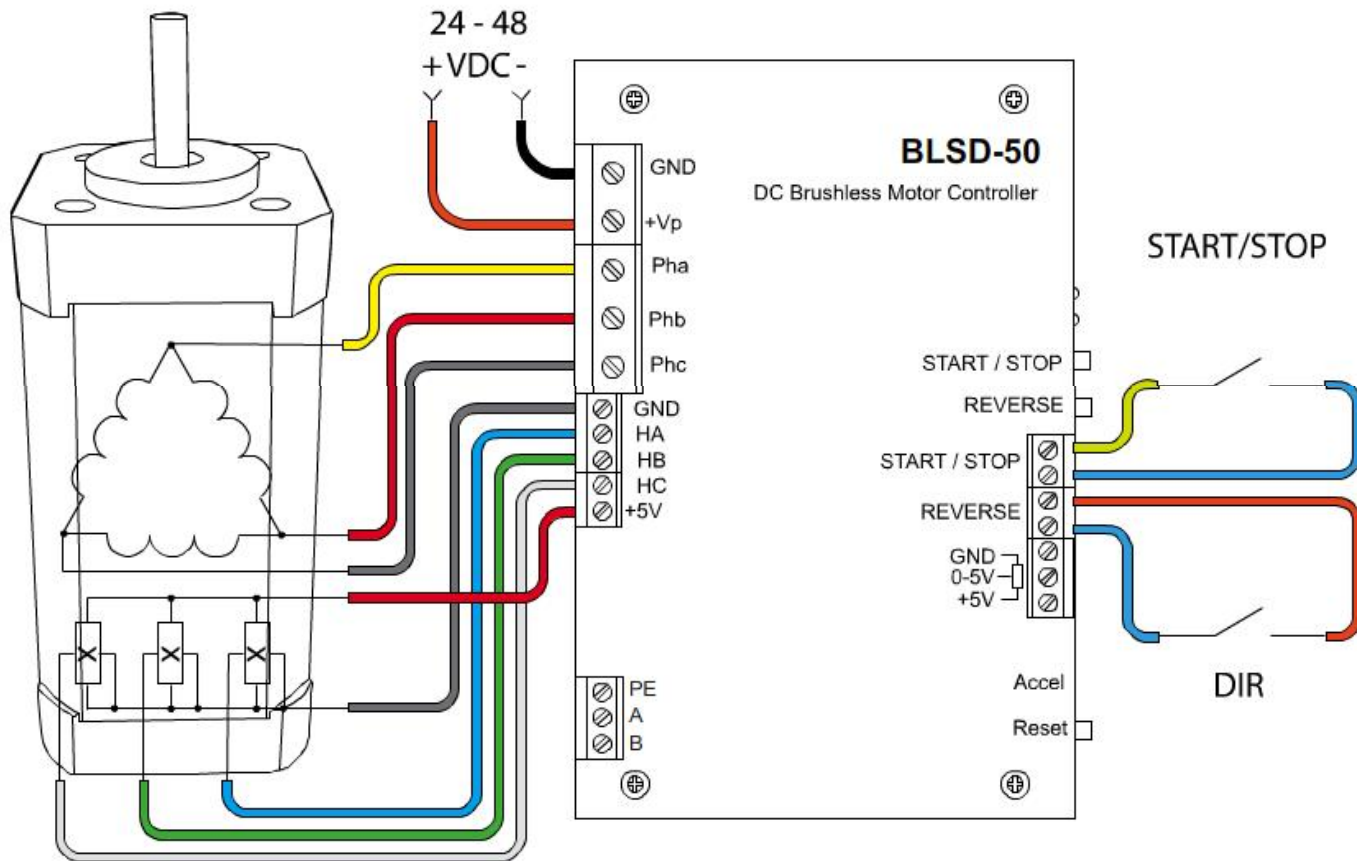 24 - 48
+ VDC -
BLSD-50
DC Brushless Motor Controller
GND
+Vp
Pha
Phb
Phc
GND
HA
HB
HC
+5V
PE
A
B
START / STOP
REVERSE
START / STOP
REVERSE
GND
0-5V
+5V
Accel
Reset
START/STOP
DIR